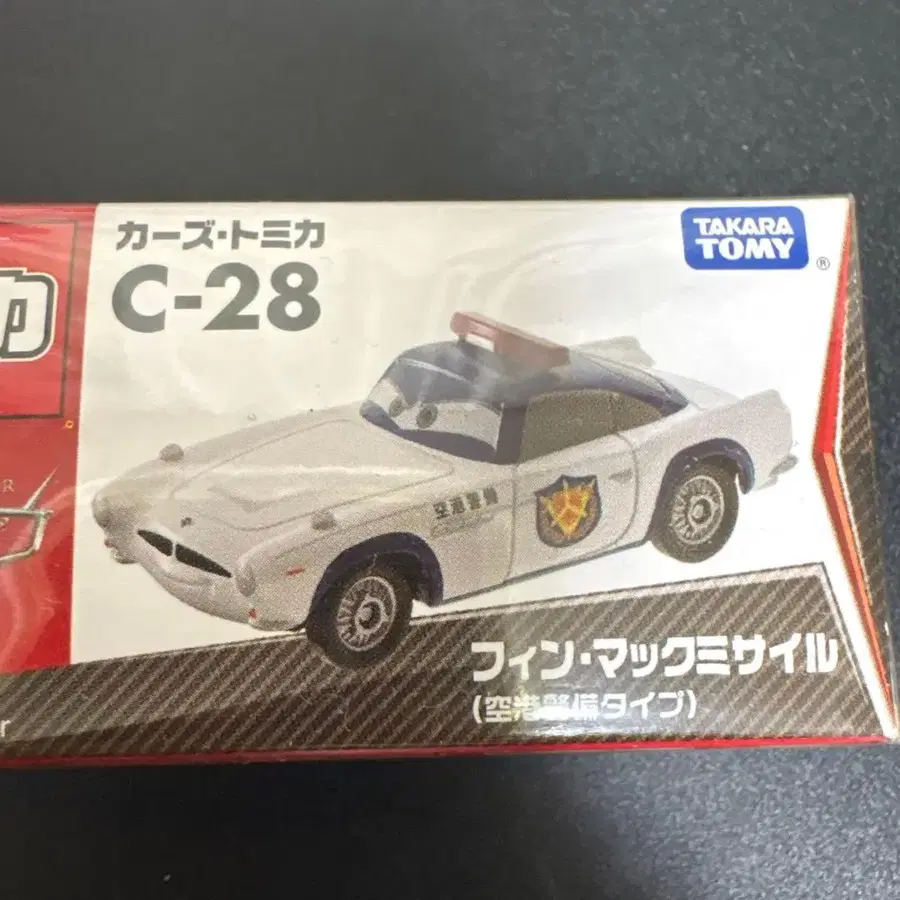 カーズ・トミカ
C-28
TAKARA
TOMY
®
カ
R
空港警備
フィン・マックミサイル
(空港警備タイプ)
r